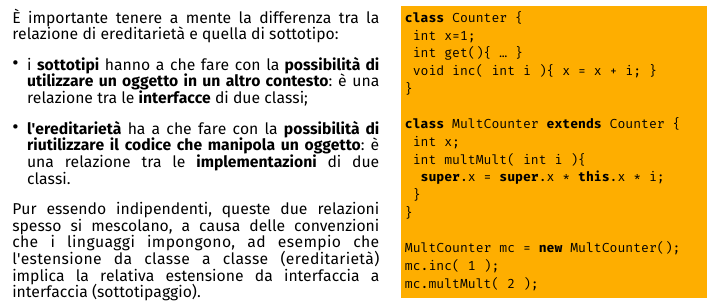 È importante tenere a mente la differenza tra la
relazione di ereditarietà e quella di sottotipo:
• i sottotipi hanno a che fare con la possibilità di
utilizzare un oggetto in un altro contesto: è una
relazione tra le interfacce di due classi;
• l'ereditarietà ha a che fare con la possibilità di
riutilizzare il codice che manipola un oggetto: è
una relazione tra le implementazioni di due
classi.
Pur essendo indipendenti, queste due relazioni
spesso si mescolano, a causa delle convenzioni
che i linguaggi impongono, ad esempio che
l'estensione da classe a classe (ereditarietà)
implica la relativa estensione da interfaccia a
interfaccia (sottotipaggio).
class Counter {
int x=1;
int get(){ … }
void inc( int i ){ x = x + i; }
}
class MultCounter extends Counter {
int x;
int multMult( int i ){
super.x = super.x * this.x * i;
}
}
MultCounter mc = new MultCounter();
mc.inc( 1 );
mc.multMult( 2 );